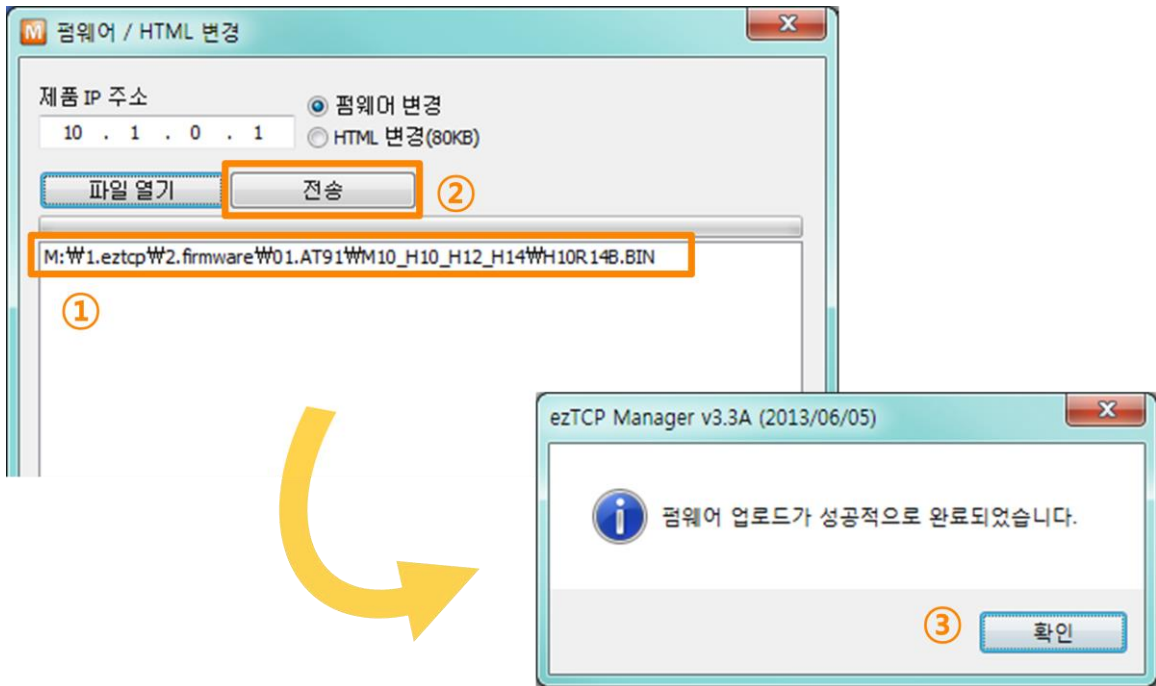 M 펌웨어 / HTML 변경
제품 IP 주소
10 . 1 . 0 . 1
펌웨어 변경
HTML 변경(80KB)
파일 열기
전송
②
M:₩1.eztcp₩2.firmware₩01.AT91₩M10_H10_H12_H14₩H10R14B.BIN
①
ezTCP Manager v3.3A (2013/06/05)
펌웨어 업로드가 성공적으로 완료되었습니다.
③
확인